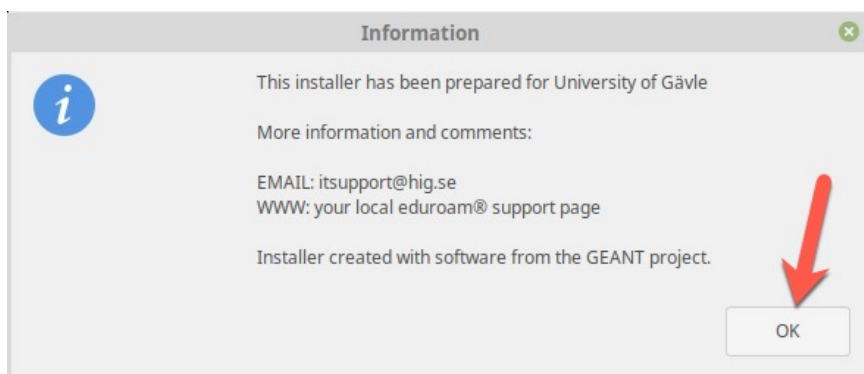 Information
This installer has been prepared for University of Gävle
More information and comments:
EMAIL: itsupport@hig.se
WWW: your local eduroam® support page
Installer created with software from the GEANT project.
OK